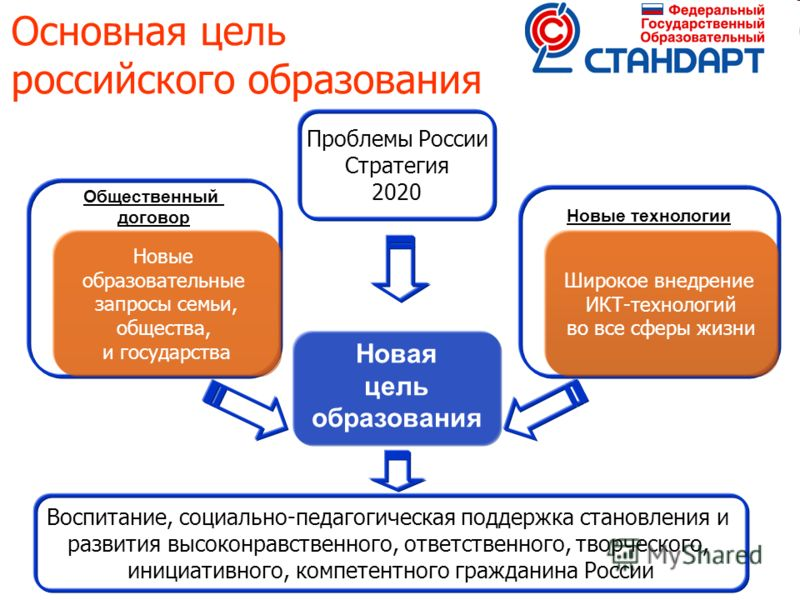 Основная цель
российского образования
Федеральный
Государственный
Образовательный
СТАНДАРТ
Проблемы России
Стратегия
2020
Общественный
договор
Новые
образовательные
запросы семьи,
общества,
и государства
Новые технологии
Широкое внедрение
ИКТ-технологий
во все сферы жизни
Новая
цель
образования
Воспитание, социально-педагогическая поддержка становления и
развития высоконравственного, ответственного, творческого,
инициативного, компетентного гражданина России
MyShared